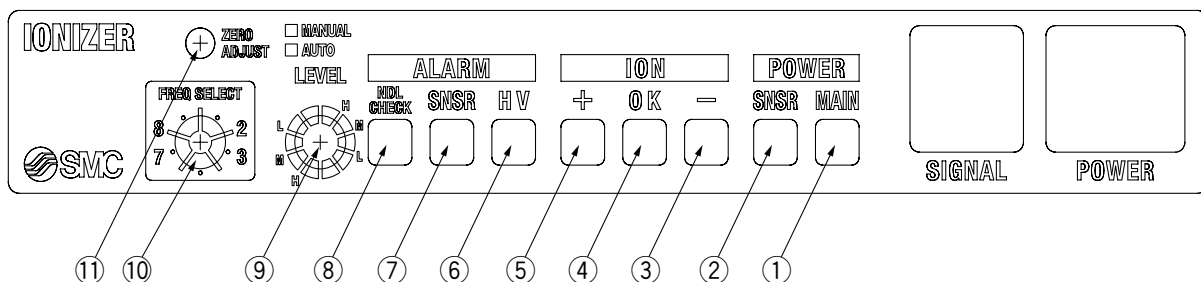 IONIZER
ZERO ADJUST
MANUAL
AUTO
LEVEL
ALARM
ION
POWER
FREQ SELECT
8
2
7
3
H
L
M
M
L
H
NDL CHECK
SNSR
HV
+
OK
−
SNSR
MAIN
SMC
SIGNAL
POWER
⑪
⑩
⑨
⑧
⑦
⑥
⑤
④
③
②
①